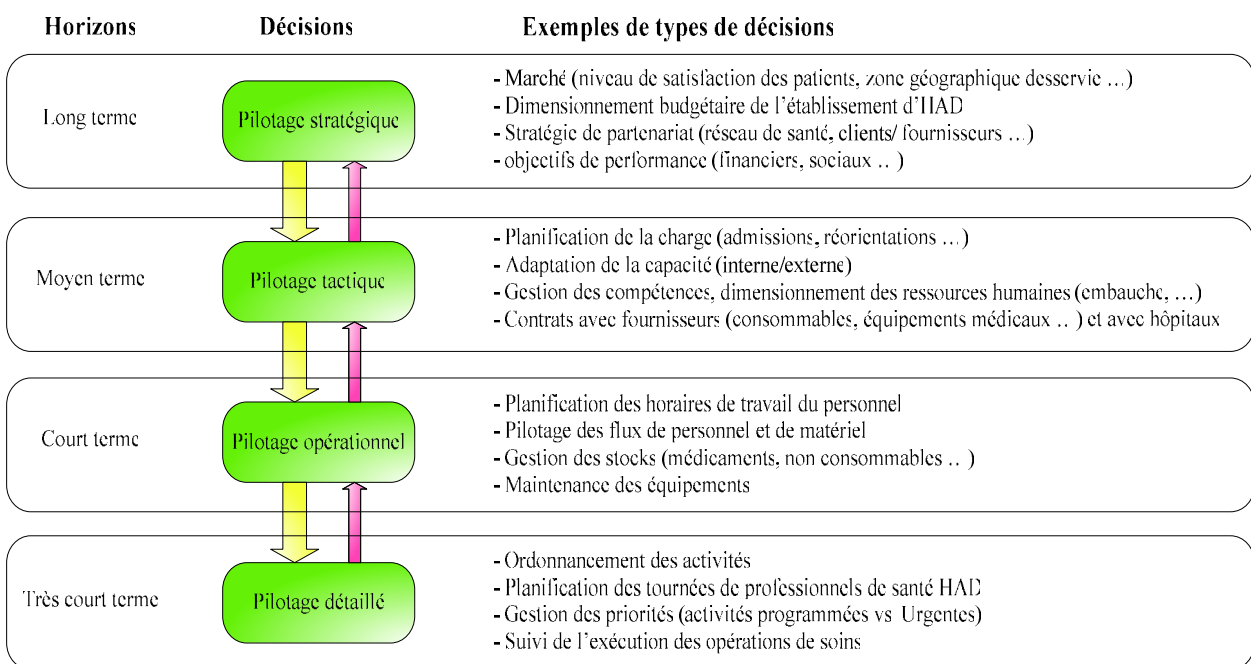 Horizons Décisions Exemples de types de décisions
Long terme
Pilotage stratégique
- Marché (niveau de satisfaction des patients, zone géographique desservie …)
- Dimensionnement budgétaire de l'établissement d'HAD
- Stratégie de partenariat (réseau de santé, clients/ fournisseurs …)
- objectifs de performance (financiers, sociaux .. )
Moyen terme
Pilotage tactique
- Planification de la charge (admissions, réorientations …)
- Adaptation de la capacité (interne/externe)
- Gestion des compétences, dimensionnement des ressources humaines (embauche, …)
- Contrats avec fournisseurs (consommables, équipements médicaux .. ) et avec hôpitaux
Court terme
Pilotage opérationnel
- Planification des horaires de travail du personnel
- Pilotage des flux de personnel et de matériel
- Gestion des stocks (médicaments, non consommables .. )
- Maintenance des équipements
Très court terme
Pilotage détaillé
- Ordonnancement des activités
- Planification des tournées de professionnels de santé HAD
- Gestion des priorités (activités programmées vs Urgentes)
- Suivi de l'exécution des opérations de soins